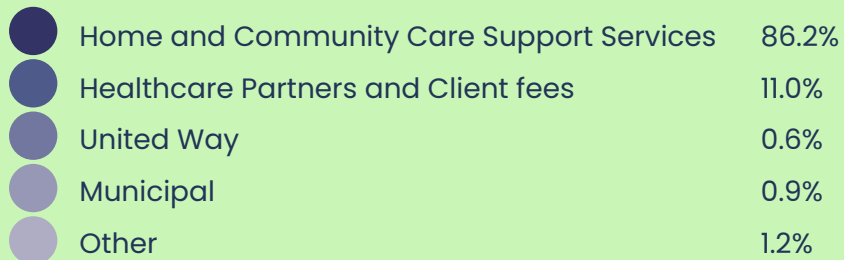 Home and Community Care Support Services 86.2%
Healthcare Partners and Client fees 11.0%
United Way 0.6%
Municipal 0.9%
Other 1.2%